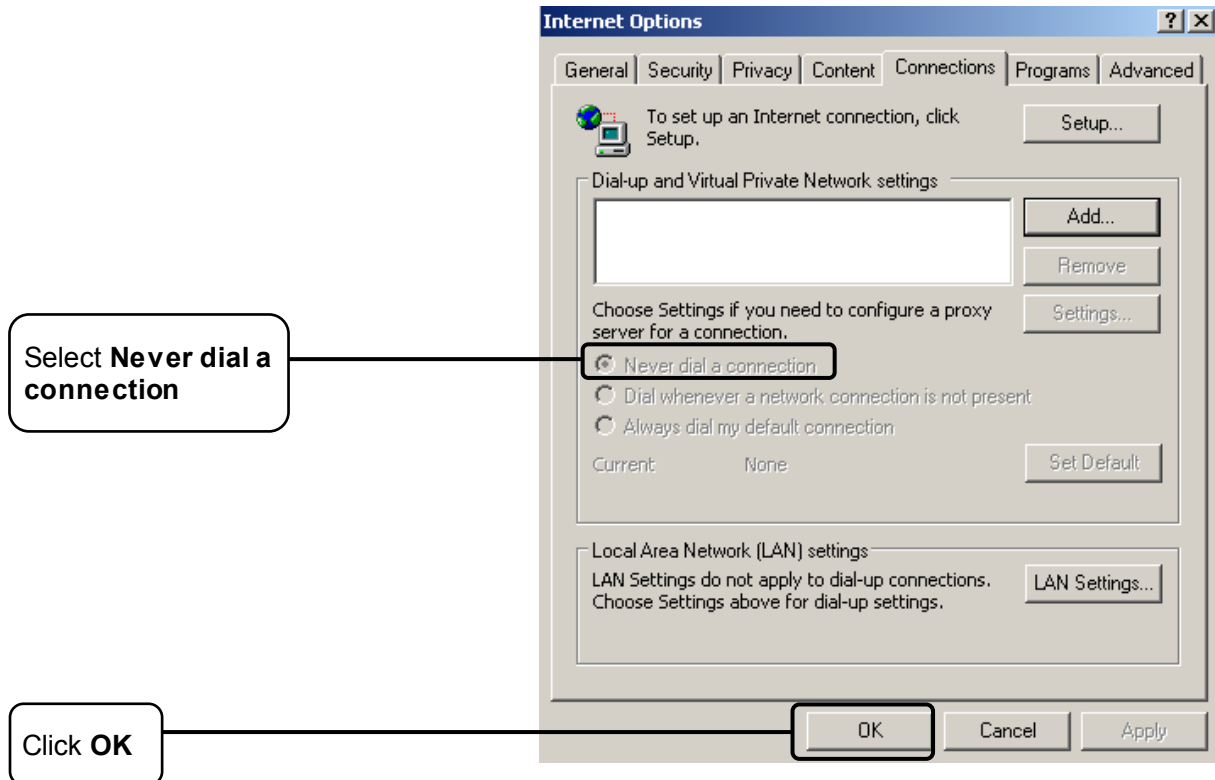 Internet Options
General Security Privacy Content Connections Programs Advanced
To set up an Internet connection, click
Setup.
Setup...
Dial-up and Virtual Private Network settings
Add...
Remove
Choose Settings if you need to configure a proxy
server for a connection.
Settings...
Select Never dial a
connection
Never dial a connection
Dial whenever a network connection is not present
Always dial my default connection
Current None
Set Default
Local Area Network (LAN) settings
LAN Settings do not apply to dial-up connections.
Choose Settings above for dial-up settings.
LAN Settings...
Click OK
OK Cancel Apply